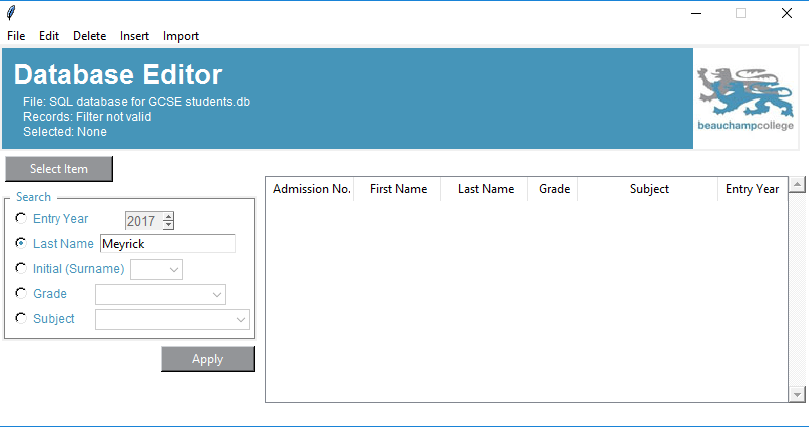 File Edit Delete Insert Import
Database Editor
File: SQL database for GCSE students.db
Records: Filter not valid
Selected: None
beauchampcollege
Select Item
Search
Entry Year 2017
Last Name Meyrick
Initial (Surname)
Grade
Subject
Apply
Admission No. First Name Last Name Grade Subject Entry Year